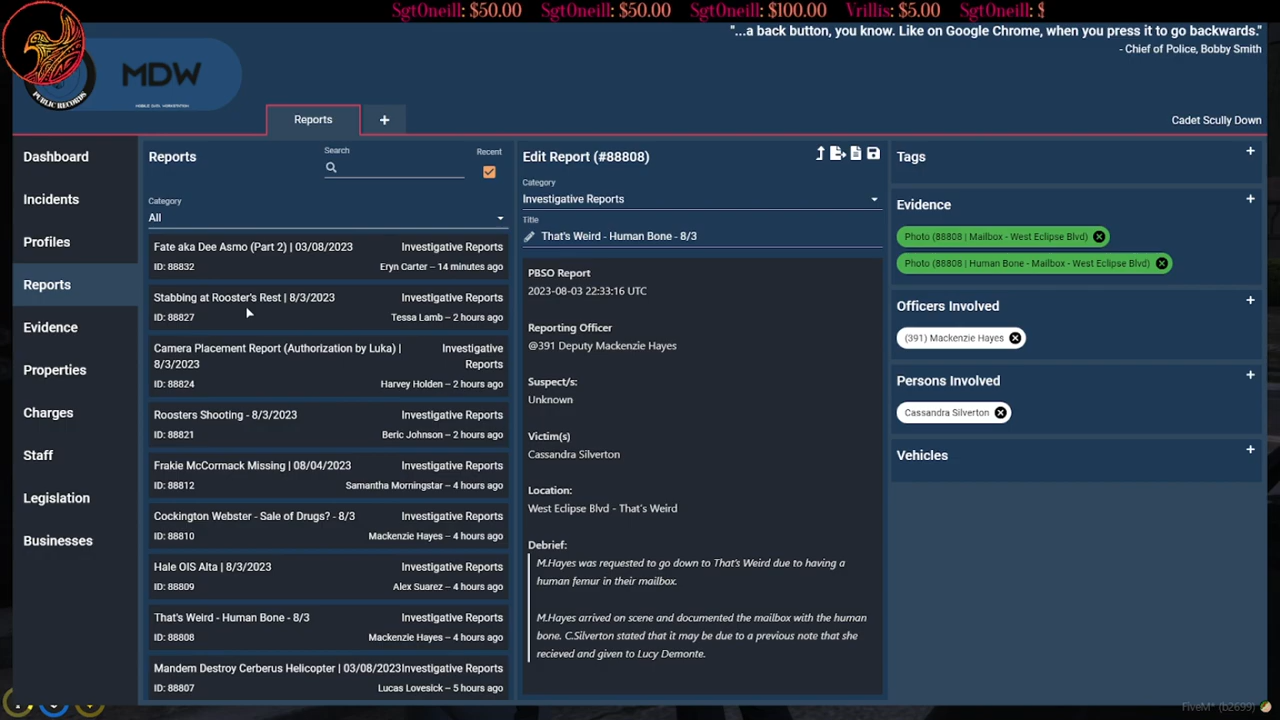 SgtOneill: $50.00 SgtOneill: $50.00 SgtOneill: $100.00 Vrillis: $5.00 SgtOneill: $
"...a back button, you know. Like on Google Chrome, when you press it to go backwards."
- Chief of Police, Bobby Smith
MDW
MOBILE DATA WORKSTATION
PUBLIC RECORDS
Reports
+
Cadet Scully Down
Dashboard
Incidents
Profiles
Reports
Evidence
Properties
Charges
Staff
Legislation
Businesses
Reports
Search
Recent
Category
All
Fate aka Dee Asmo (Part 2) | 03/08/2023 Investigative Reports
ID: 88832 Eryn Carter – 14 minutes ago
Stabbing at Rooster's Rest | 8/3/2023 Investigative Reports
ID: 88827 Tessa Lamb – 2 hours ago
Camera Placement Report (Authorization by Luka) | Investigative
8/3/2023 Reports
ID: 88824 Harvey Holden – 2 hours ago
Roosters Shooting - 8/3/2023 Investigative Reports
ID: 88821 Beric Johnson – 2 hours ago
Frakie McCormack Missing | 08/04/2023 Investigative Reports
ID: 88812 Samantha Morningstar – 4 hours ago
Cockington Webster - Sale of Drugs? - 8/3 Investigative Reports
ID: 88810 Mackenzie Hayes – 4 hours ago
Hale OIS Alta | 8/3/2023 Investigative Reports
ID: 88809 Alex Suarez – 4 hours ago
That's Weird - Human Bone - 8/3 Investigative Reports
ID: 88808 Mackenzie Hayes – 4 hours ago
Mandem Destroy Cerberus Helicopter | 03/08/2023 Investigative Reports
ID: 88807 Lucas Lovesick – 5 hours ago
Edit Report (#88808)
Category
Investigative Reports
Title
That's Weird - Human Bone - 8/3
PBSO Report
2023-08-03 22:33:16 UTC
Reporting Officer
@391 Deputy Mackenzie Hayes
Suspect/s:
Unknown
Victim(s)
Cassandra Silverton
Location:
West Eclipse Blvd - That's Weird
Debrief:
M.Hayes was requested to go down to That's Weird due to having a
human femur in their mailbox.
M.Hayes arrived on scene and documented the mailbox with the human
bone. C.Silverton stated that it may be due to a previous note that she
recieved and given to Lucy Demonte.
Tags +
Evidence +
Photo (88808 | Mailbox - West Eclipse Blvd)
Photo (88808 | Human Bone - Mailbox - West Eclipse Blvd)
Officers Involved +
(391) Mackenzie Hayes
Persons Involved +
Cassandra Silverton
Vehicles +
FiveM* (b2699)